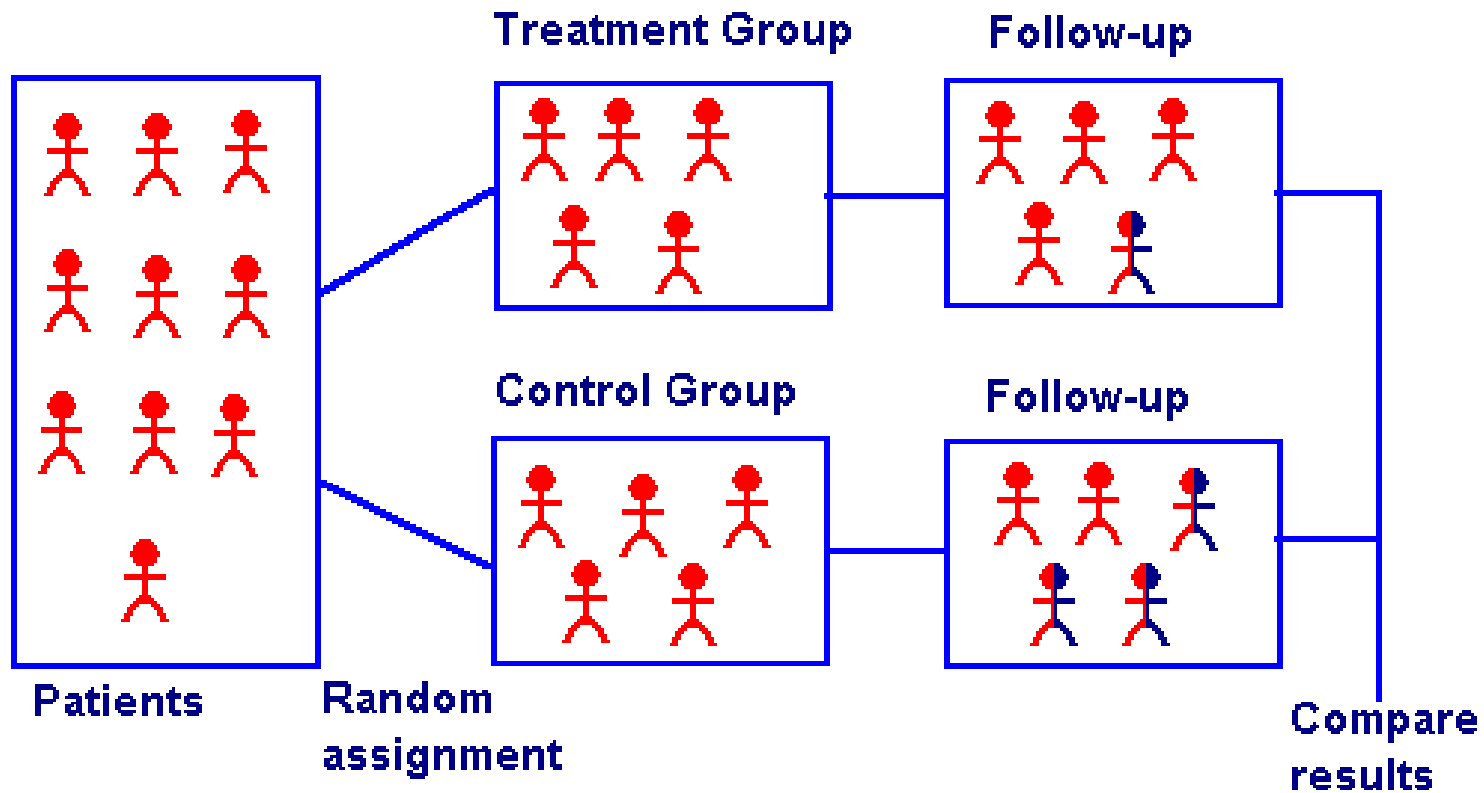 Treatment Group
Follow-up
Control Group
Follow-up
Patients
Random
assignment
Compare
results